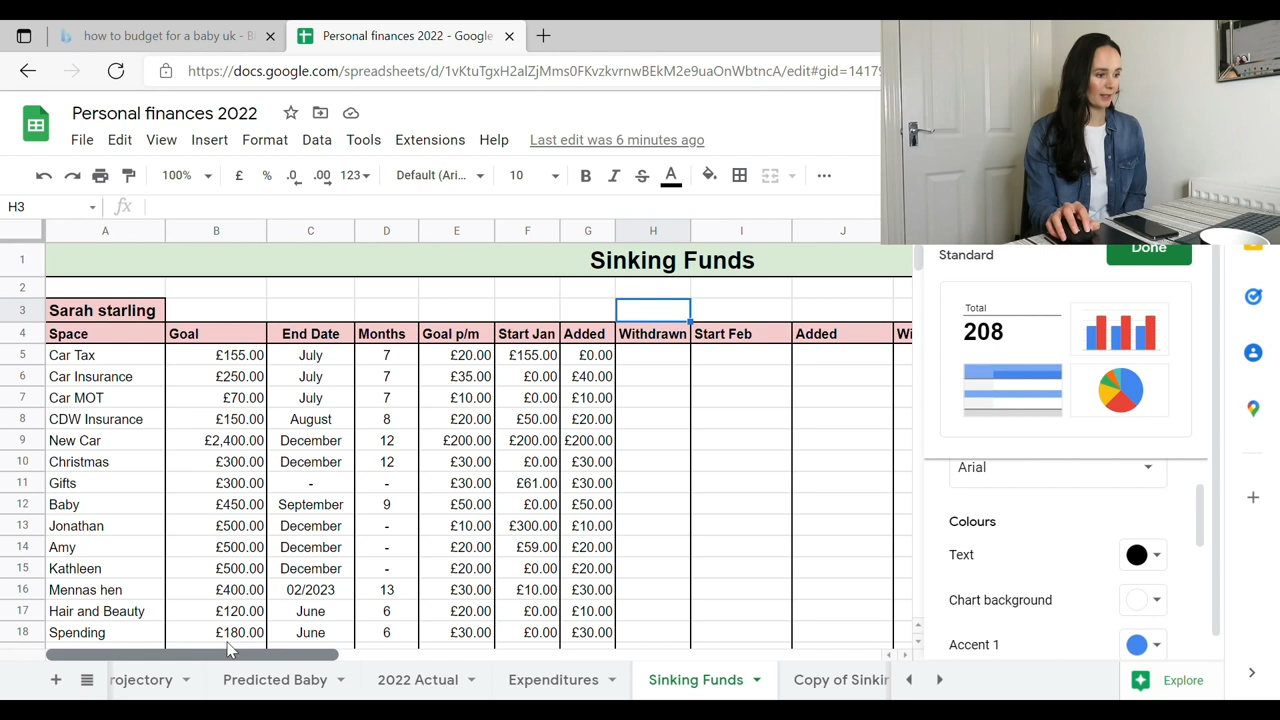 how to budget for a baby uk - B
Personal finances 2022 - Google
https://docs.google.com/spreadsheets/d/1vKtuTgxH2alZjMms0FKvzkvrnwBEkM2e9uaOnWbtncA/edit#gid=14179
Personal finances 2022
File Edit View Insert Format Data Tools Extensions Help Last edit was 6 minutes ago
100% £ % .0 .00 123 Default (Ari... 10 B I S A
H3 fx
A B C D E F G H I J
1 Sinking Funds
2
3 Sarah starling
4 Space Goal End Date Months Goal p/m Start Jan Added Withdrawn Start Feb Added Wi
5 Car Tax £155.00 July 7 £20.00 £155.00 £0.00
6 Car Insurance £250.00 July 7 £35.00 £0.00 £40.00
7 Car MOT £70.00 July 7 £10.00 £0.00 £10.00
8 CDW Insurance £150.00 August 8 £20.00 £50.00 £20.00
9 New Car £2,400.00 December 12 £200.00 £200.00 £200.00
10 Christmas £300.00 December 12 £30.00 £0.00 £30.00
11 Gifts £300.00 - - £30.00 £61.00 £30.00
12 Baby £450.00 September 9 £50.00 £0.00 £50.00
13 Jonathan £500.00 December - £10.00 £300.00 £10.00
14 Amy £500.00 December - £20.00 £59.00 £20.00
15 Kathleen £500.00 December - £20.00 £0.00 £20.00
16 Mennas hen £400.00 02/2023 13 £30.00 £10.00 £30.00
17 Hair and Beauty £120.00 June 6 £20.00 £0.00 £10.00
18 Spending £180.00 June 6 £30.00 £0.00 £30.00
rojectory Predicted Baby 2022 Actual Expenditures Sinking Funds Copy of Sinkin
Standard
Done
Total
208
Arial
Colours
Text
Chart background
Accent 1
Explore